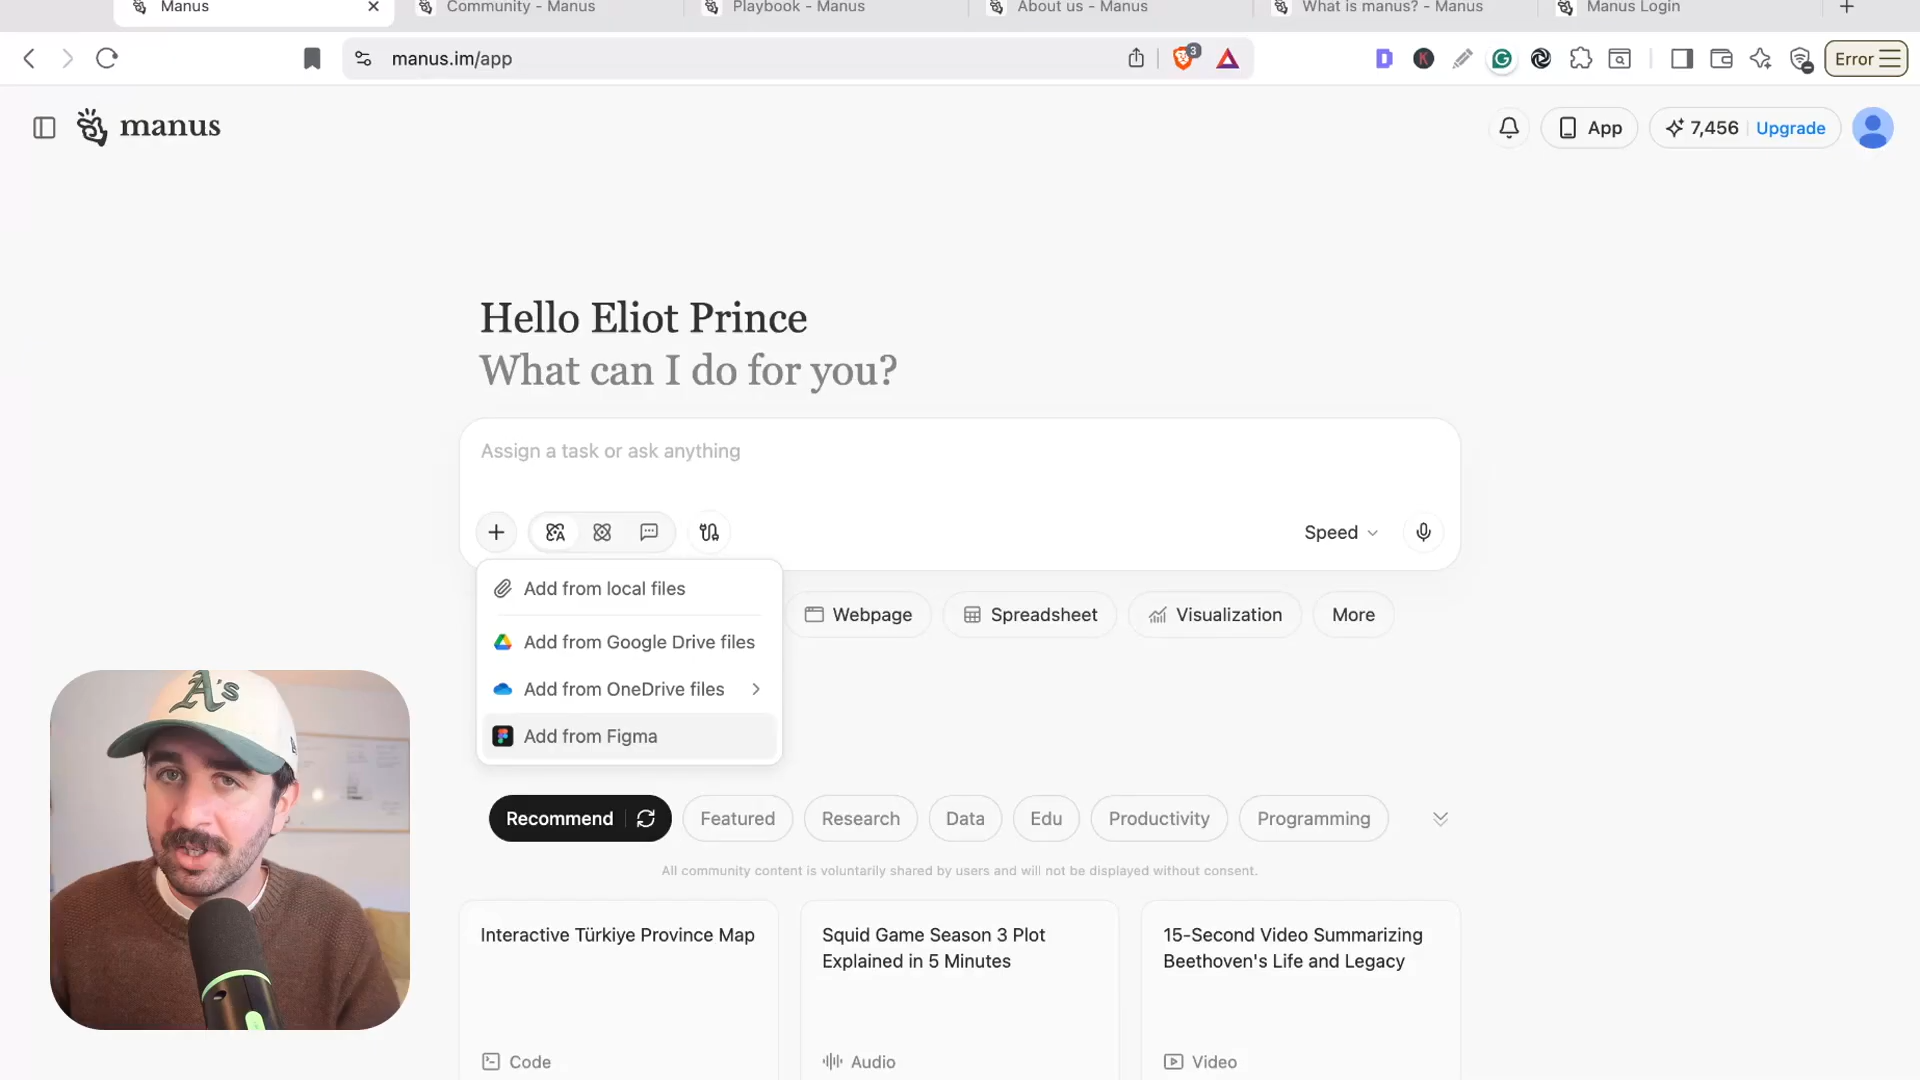 Manus
Community - Manus
Playbook - Manus
About us - Manus
What is manus? - Manus
Manus Login
manus.im/app
3
D
K
Error
manus
App
7,456
Upgrade
Hello Eliot Prince
What can I do for you?
Assign a task or ask anything
Speed
Add from local files
Add from Google Drive files
Add from OneDrive files
Add from Figma
Webpage
Spreadsheet
Visualization
More
Recommend
Featured
Research
Data
Edu
Productivity
Programming
All community content is voluntarily shared by users and will not be displayed without consent.
Interactive Türkiye Province Map
Code
Squid Game Season 3 Plot
Explained in 5 Minutes
Audio
15-Second Video Summarizing
Beethoven's Life and Legacy
Video
A's